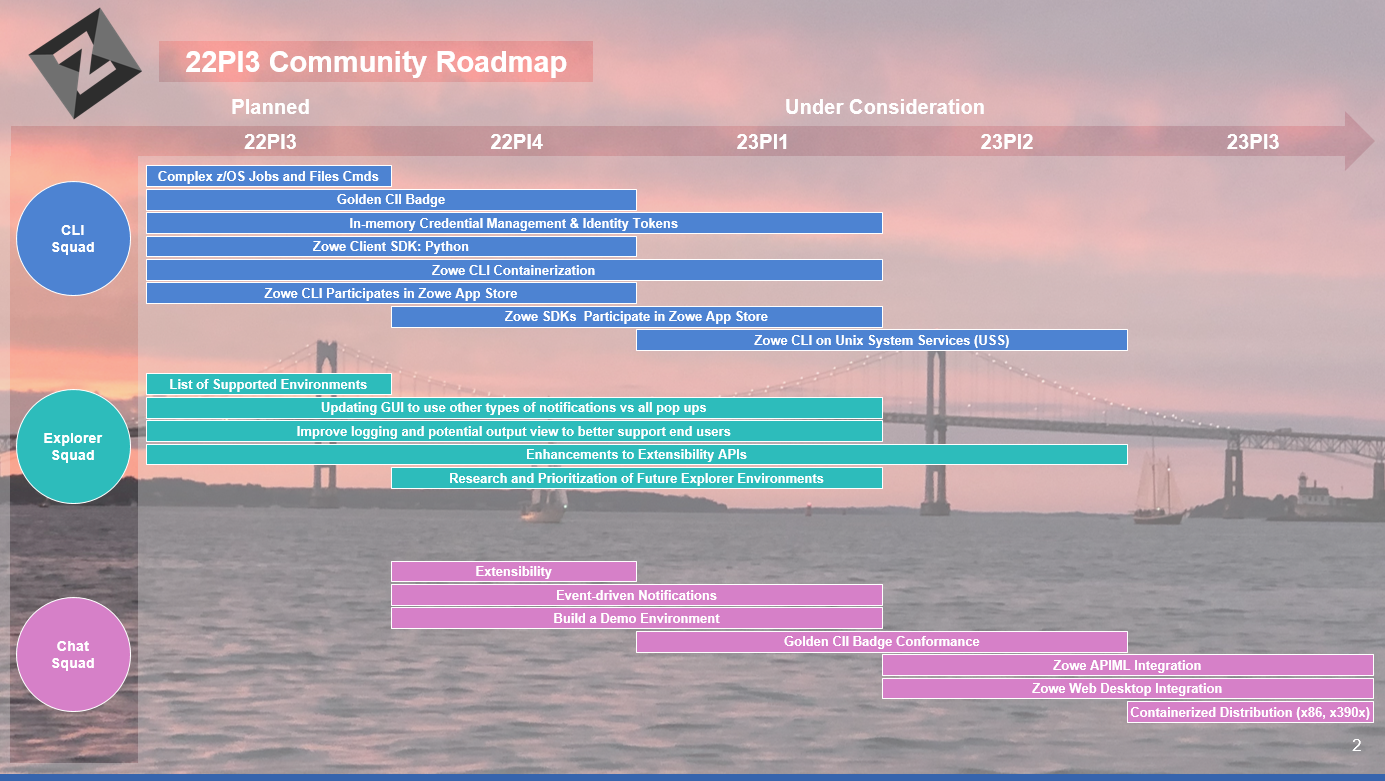 22PI3 Community Roadmap
Planned
Under Consideration
22PI3
22PI4
23PI1
23PI2
23PI3
CLI
Squad
Complex z/OS Jobs and Files Cmds
Golden CII Badge
In-memory Credential Management & Identity Tokens
Zowe Client SDK: Python
Zowe CLI Containerization
Zowe CLI Participates in Zowe App Store
Zowe SDKs  Participate in Zowe App Store
Zowe CLI on Unix System Services (USS)
Explorer
Squad
List of Supported Environments
Updating GUI to use other types of notifications vs all pop ups
Improve logging and potential output view to better support end users
Enhancements to Extensibility APIs
Research and Prioritization of Future Explorer Environments
Chat
Squad
Extensibility
Event-driven Notifications
Build a Demo Environment
Golden CII Badge Conformance
Zowe APIML Integration
Zowe Web Desktop Integration
Containerized Distribution (x86, x390x)
2